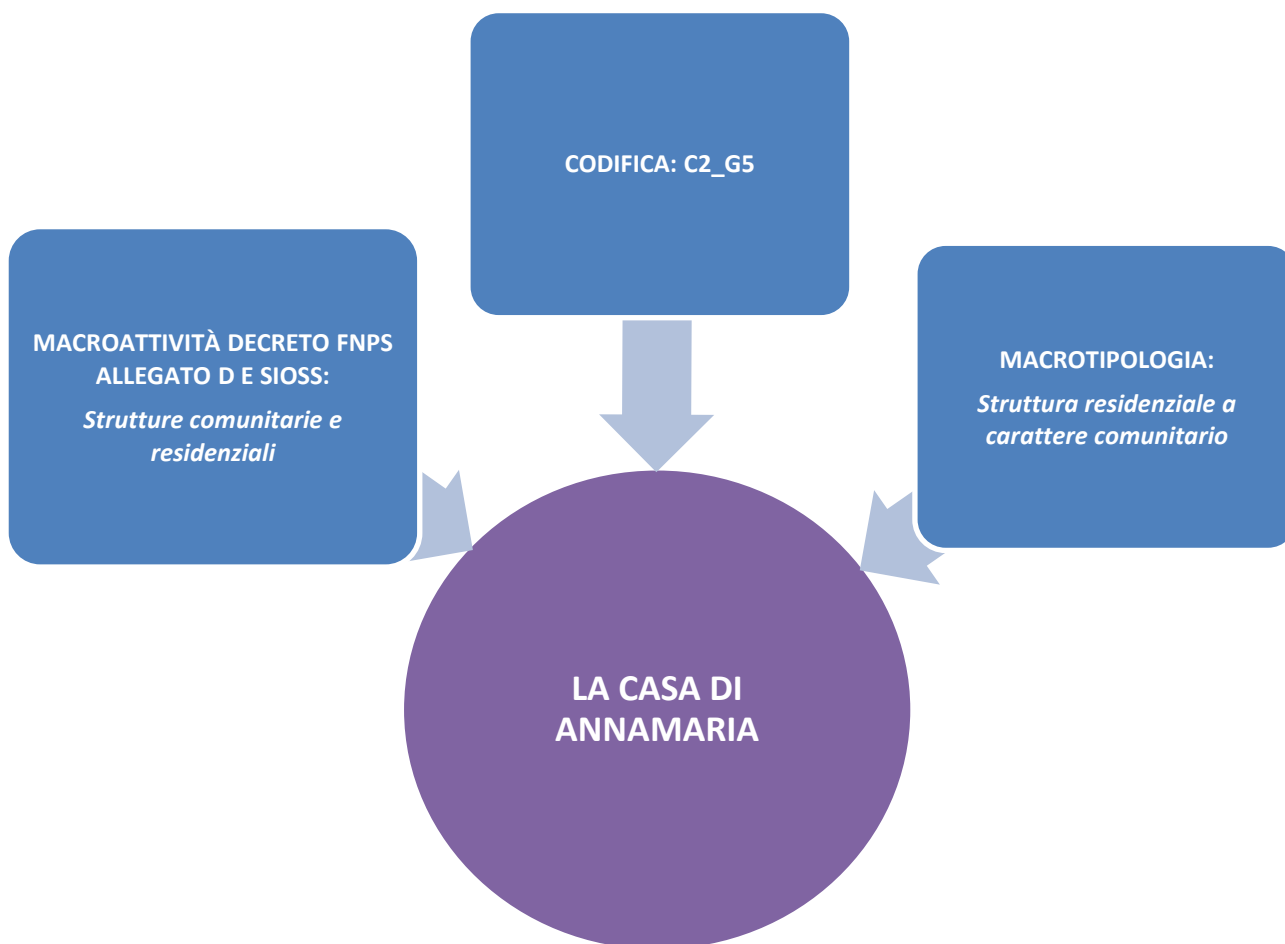 CODIFICA: C2_G5
MACROATTIVITÀ DECRETO FNPS
ALLEGATO D E SIOSS:
Strutture comunitarie e
residenziali
MACROTIPOLOGIA:
Struttura residenziale a
carattere comunitario
LA CASA DI
ANNAMARIA